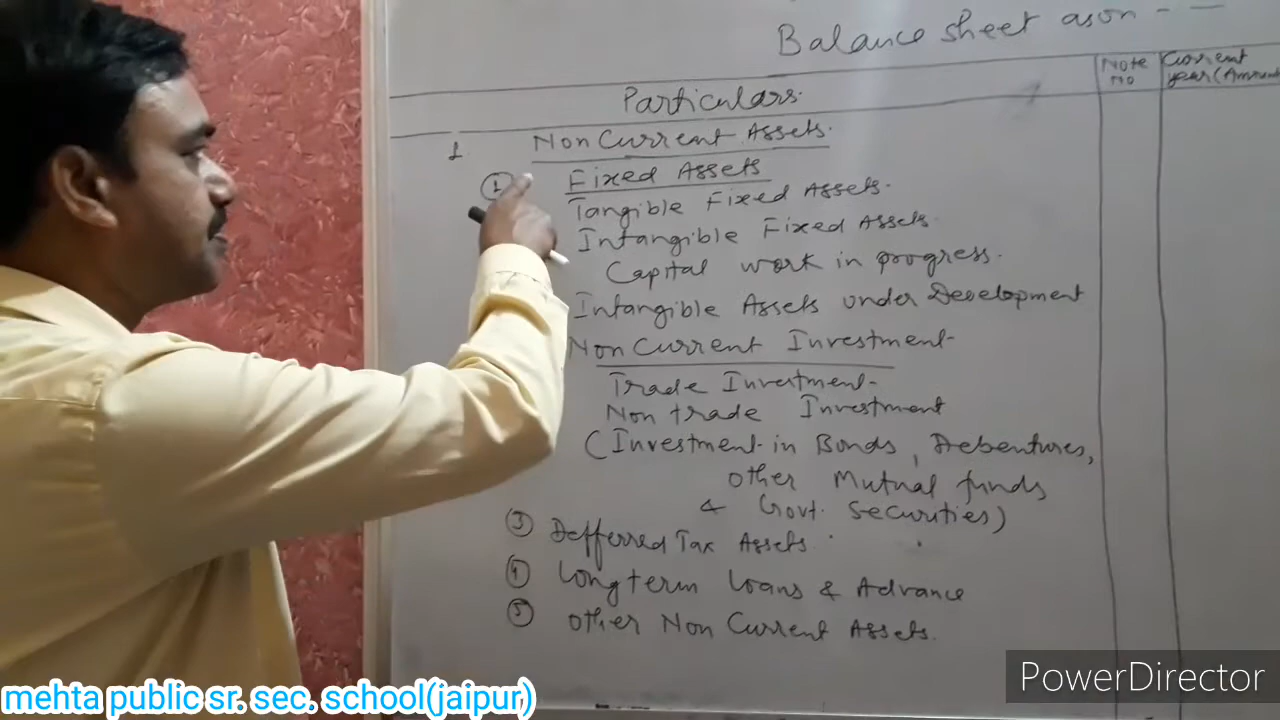 Balance sheet as on - -
Particulars.
Note No
Current year (Amount
1. Non Current Assets.
① Fixed Assets
Tangible Fixed Assets.
Intangible Fixed Assets.
Capital work in progress.
Intangible Assets under Development
Non Current Investment-
Trade Investment-
Non trade Investment
(Investment in Bonds, Debentures,
other Mutual funds
& Govt. Securities)
③ Defferred Tax Assets
④ Long term Loans & Advance
⑤ Other Non Current Assets.
mehta public sr. sec. school(jaipur)
PowerDirector